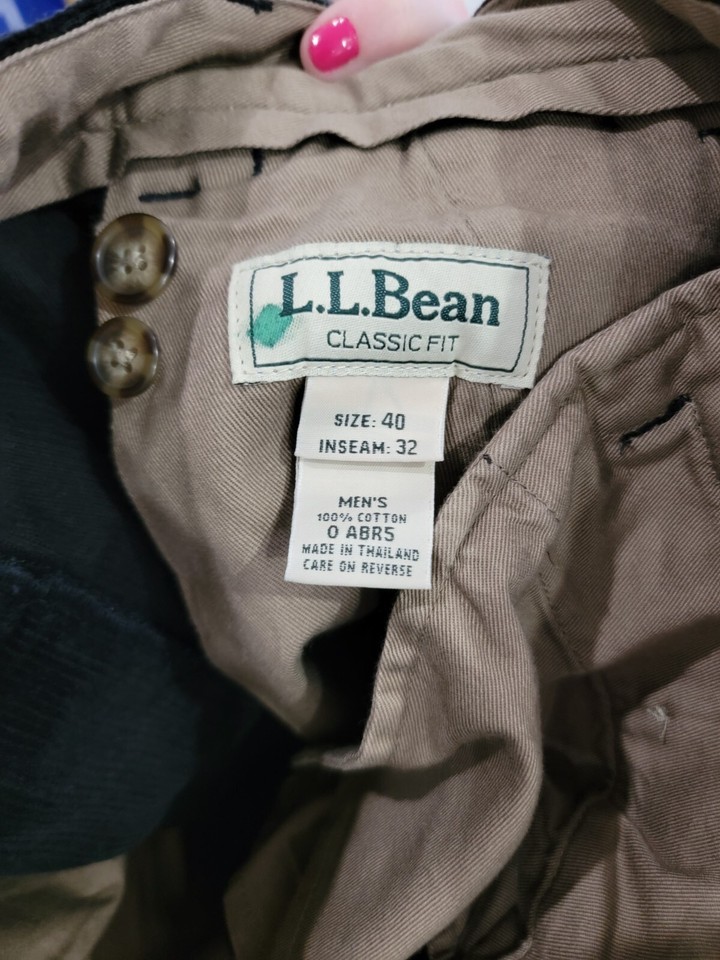 L.L.Bean
CLASSIC FIT
SIZE: 40
INSEAM: 32
MEN'S
100% COTTON
0 ABR5
MADE IN THAILAND
CARE ON REVERSE